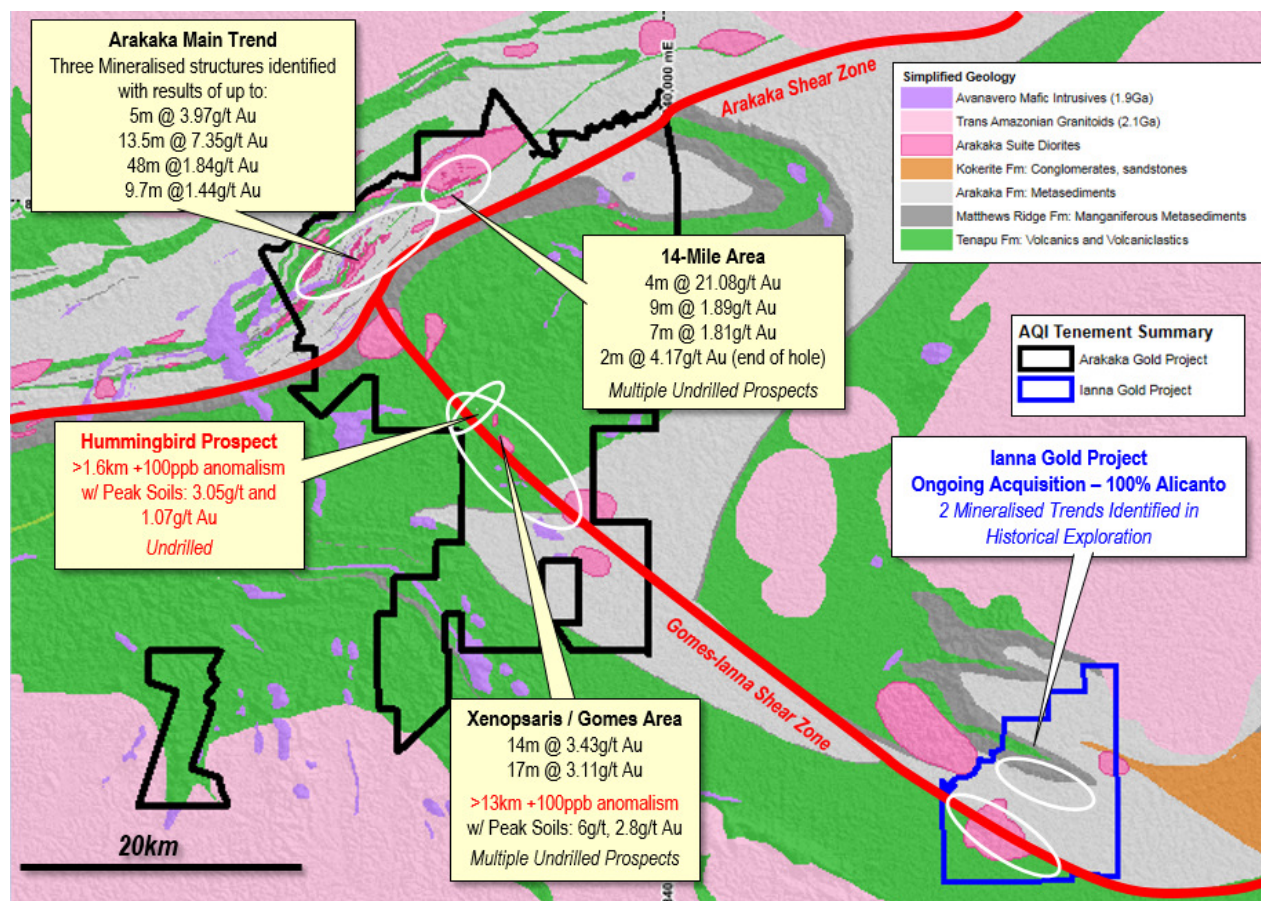 Arakaka Main Trend
Three Mineralised structures identified
with results of up to:
5m @ 3.97g/t Au
13.5m @ 7.35g/t Au
48m @1.84g/t Au
9.7m @1.44g/t Au
Arakaka Shear Zone
Simplified Geology
Avanavero Mafic Intrusives (1.9Ga)
Trans Amazonian Granitoids (2.1Ga)
Arakaka Suite Diorites
Kokerite Fm: Conglomerates, sandstones
Arakaka Fm: Metasediments
Matthews Ridge Fm: Manganiferous Metasediments
Tenapu Fm: Volcanics and Volcaniclastics
14-Mile Area
4m @ 21.08g/t Au
9m @ 1.89g/t Au
7m @ 1.81g/t Au
2m @ 4.17g/t Au (end of hole)
Multiple Undrilled Prospects
AQI Tenement Summary
Arakaka Gold Project
Ianna Gold Project
Hummingbird Prospect
>1.6km +100ppb anomalism
w/ Peak Soils: 3.05g/t and
1.07g/t Au
Undrilled
Ianna Gold Project
Ongoing Acquisition – 100% Alicanto
2 Mineralised Trends Identified in
Historical Exploration
Gomes-Ianna Shear Zone
Xenopsaris / Gomes Area
14m @ 3.43g/t Au
17m @ 3.11g/t Au
>13km +100ppb anomalism
w/ Peak Soils: 6g/t, 2.8g/t Au
Multiple Undrilled Prospects
20km